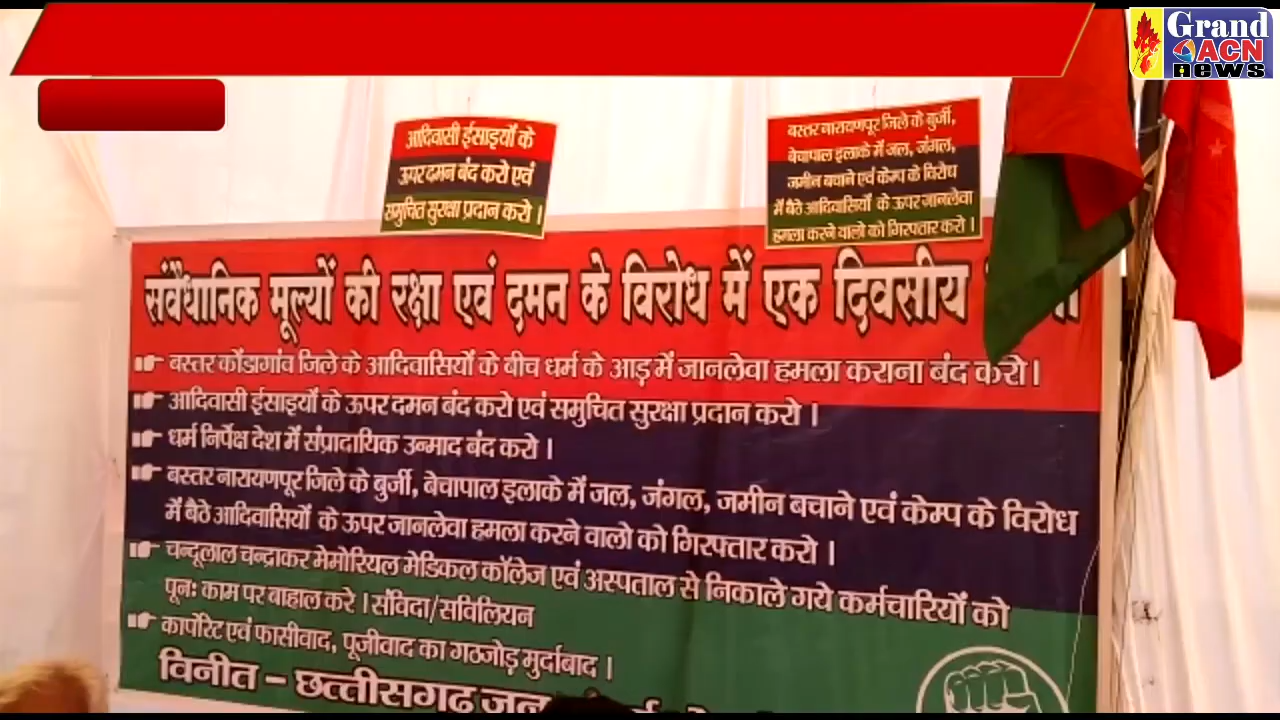 Grand
ACN
news
आदिवासी ईसाइयों के
ऊपर दमन बंद करो एवं
समुचित सुरक्षा प्रदान करो ।
बस्तर नारायणपूर जिले के बुर्जी,
बेचापाल इलाके में जल, जंगल,
जमीन बचाने एवं केम्प के विरोध
में बैठे आदिवासियों के ऊपर जानलेवा
हमला करने वालो को गिरफ्तार करो ।
संवैधानिक मूल्यों की रक्षा एवं दमन के विरोध में एक दिवसीय
बस्तर कोंडागांव जिले के आदिवासियों के बीच धर्म के आड़ में जानलेवा हमला कराना बंद करो ।
आदिवासी ईसाइयों के ऊपर दमन बंद करो एवं समुचित सुरक्षा प्रदान करो ।
धर्म निर्पेक्ष देश में संप्रादायिक उन्माद बंद करो ।
बस्तर नारायणपूर जिले के बुर्जी, बेचापाल इलाके में जल, जंगल, जमीन बचाने एवं केम्प के विरोध
में बैठे आदिवासियों के ऊपर जानलेवा हमला करने वालो को गिरफ्तार करो ।
चन्दूलाल चन्द्राकर मेमोरियल मेडिकल कॉलेज एवं अस्पताल से निकाले गये कर्मचारियों को
पूनः काम पर बाहाल करे । संविदा/सविलियन
कार्पोरेट एवं फासीवाद, पूजीवाद का गठजोड़ मुर्दाबाद ।
विनीत – छत्तीसगढ़ जन